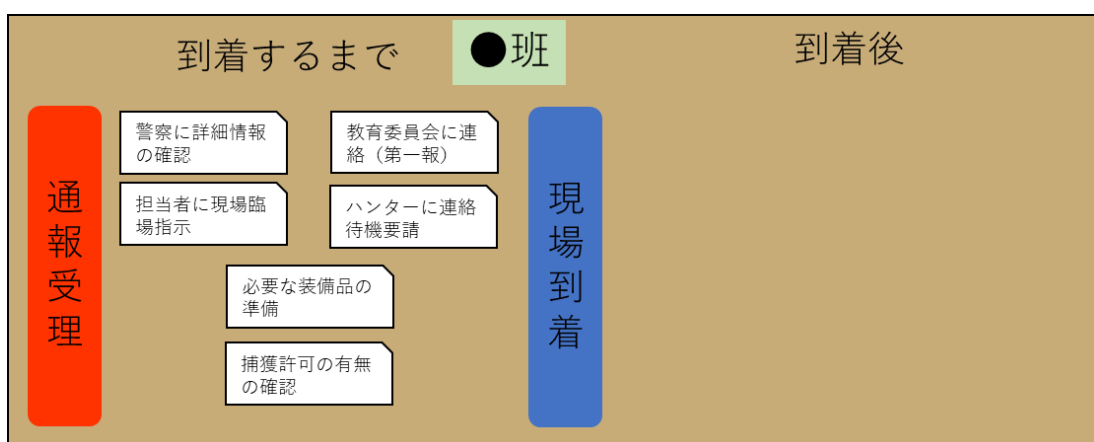 到着するまで
●班
到着後
通報受理
警察に詳細情報
の確認
担当者に現場臨
場指示
教育委員会に連
絡（第一報）
ハンターに連絡
待機要請
必要な装備品の
準備
捕獲許可の有無
の確認
現場到着